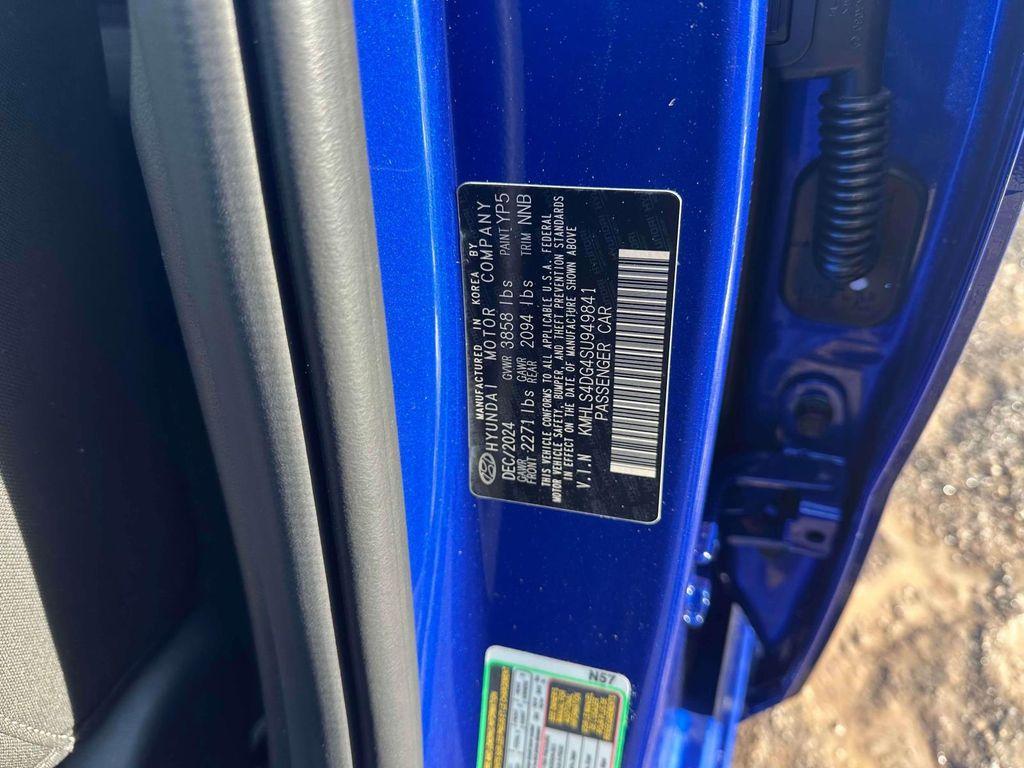 MANUFACTURED IN KOREA BY
HYUNDAI MOTOR COMPANY
DEC/2024 GVWR 3858 lbs PAINT YP5
GAWR FRONT 2271 lbs GAWR REAR 2094 lbs TRIM NNB
THIS VEHICLE CONFORMS TO ALL APPLICABLE U.S.A. FEDERAL
MOTOR VEHICLE SAFETY, BUMPER, AND THEFT PREVENTION STANDARDS
IN EFFECT ON THE DATE OF MANUFACTURE SHOWN ABOVE
V.I.N KMHLS4DG4SU949841
PASSENGER CAR
N57